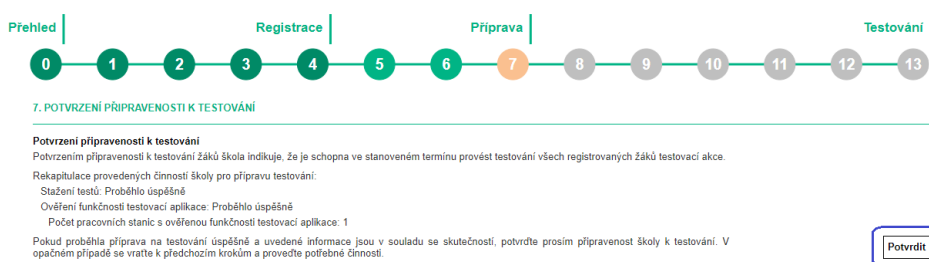 Přehled Registrace Příprava Testování
0 1 2 3 4 5 6 7 8 9 10 11 12 13
7. POTVRZENÍ PŘIPRAVENOSTI K TESTOVÁNÍ
Potvrzení připravenosti k testování
Potvrzením připravenosti k testování žáků škola indikuje, že je schopna ve stanoveném termínu provést testování všech registrovaných žáků testovací akce.
Rekapitulace provedených činností školy pro přípravu testování:
Stažení testů: Proběhlo úspěšně
Ověření funkčnosti testovací aplikace: Proběhlo úspěšně
Počet pracovních stanic s ověřenou funkčnosti testovací aplikace: 1
Pokud proběhla příprava na testování úspěšně a uvedené informace jsou v souladu se skutečností, potvrďte prosím připravenost školy k testování. V
opačném případě se vraťte k předchozím krokům a proveďte potřebné činnosti.
Potvrdit